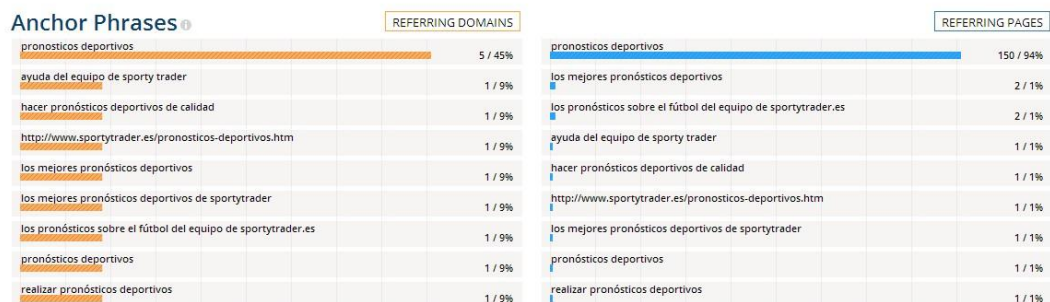 Anchor Phrases
REFERRING DOMAINS
pronosticos deportivos
5 / 45%
ayuda del equipo de sporty trader
1 / 9%
hacer pronósticos deportivos de calidad
1 / 9%
http://www.sportytrader.es/pronosticos-deportivos.htm
1 / 9%
los mejores pronósticos deportivos
1 / 9%
los mejores pronósticos deportivos de sportytrader
1 / 9%
los pronósticos sobre el fútbol del equipo de sportytrader.es
1 / 9%
pronósticos deportivos
1 / 9%
realizar pronósticos deportivos
1 / 9%
REFERRING PAGES
pronosticos deportivos
150 / 94%
los mejores pronósticos deportivos
2 / 1%
los pronósticos sobre el fútbol del equipo de sportytrader.es
2 / 1%
ayuda del equipo de sporty trader
1 / 1%
hacer pronósticos deportivos de calidad
1 / 1%
http://www.sportytrader.es/pronosticos-deportivos.htm
1 / 1%
los mejores pronósticos deportivos de sportytrader
1 / 1%
pronósticos deportivos
1 / 1%
realizar pronósticos deportivos
1 / 1%